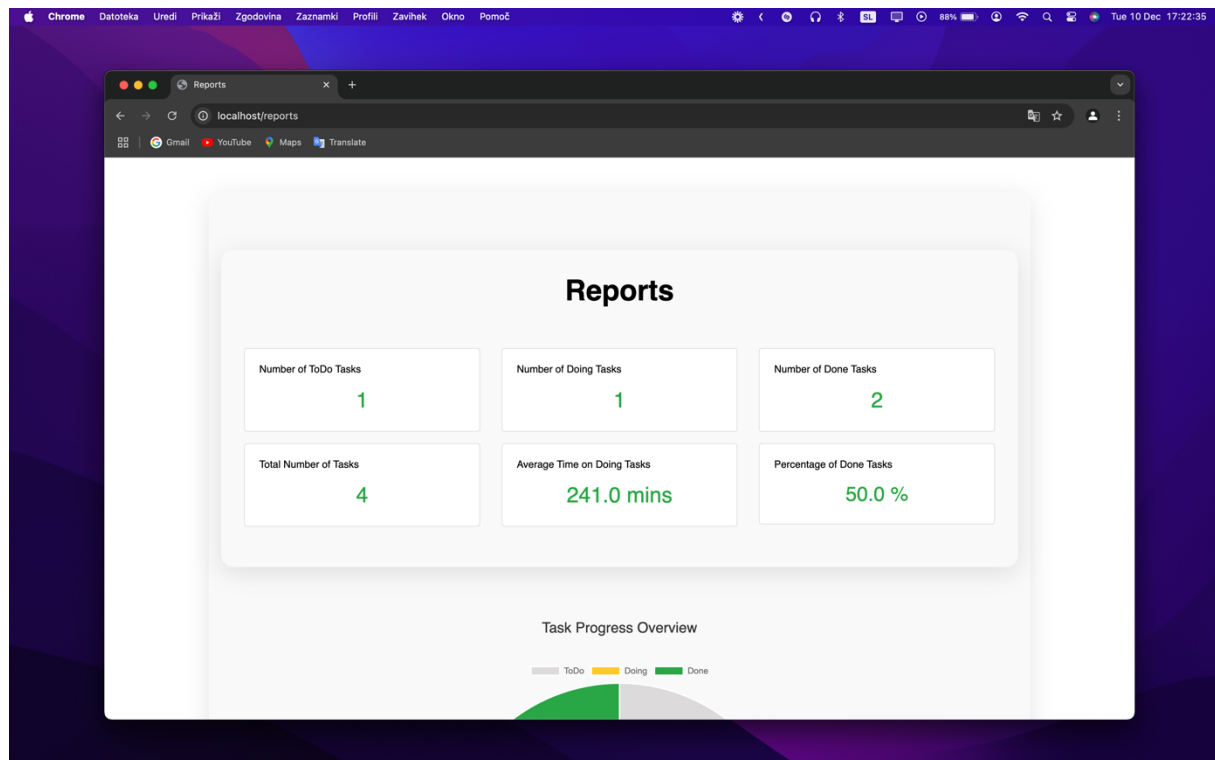 Chrome Datoteka Uredi Prikaži Zgodovina Zaznamki Profili Zavihek Okno Pomoč SL 88% Tue 10 Dec 17:22:35
Reports
localhost/reports
Gmail YouTube Maps Translate
Reports
Number of ToDo Tasks
1
Number of Doing Tasks
1
Number of Done Tasks
2
Total Number of Tasks
4
Average Time on Doing Tasks
241.0 mins
Percentage of Done Tasks
50.0 %
Task Progress Overview
ToDo Doing Done